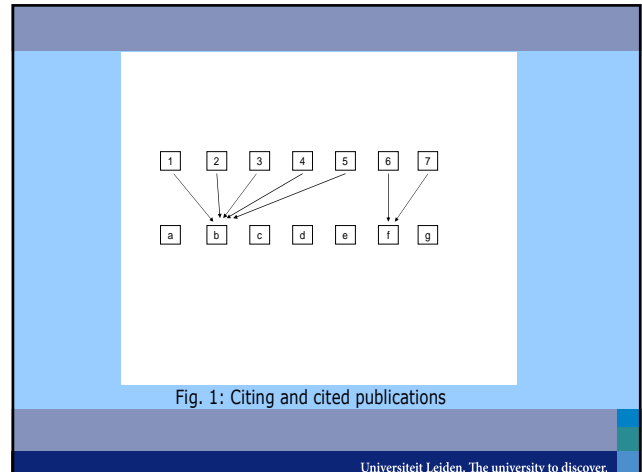 1 2 3 4 5 6 7
a b c d e f g
Fig. 1: Citing and cited publications
Universiteit Leiden. The university to discover.